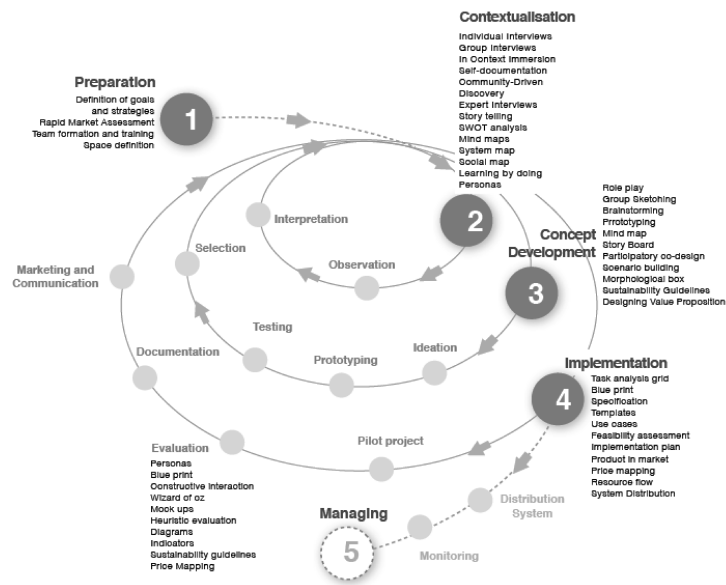 Contextualisation
Individual Interviews
Group Interviews
In Context Immersion
Self-documentation
Community-Driven
Discovery
Expert Interviews
Story telling
SWOT analysis
Mind maps
System map
Social map
Learning by doing
Personas
Preparation
Definition of goals
and strategies
Rapid Market Assessment
Team formation and training
Space definition
1
2
Interpretation
Observation
Selection
Concept
Development
3
Role play
Group Sketching
Brainstorming
Prrototyping
Mind map
Story Board
Participatory co-design
Scenario building
Morphological box
Sustainability Guidelines
Designing Value Proposition
Marketing and
Communication
Testing
Prototyping
Ideation
Documentation
Implementation
4
Task analysis grid
Blue print
Specification
Templates
Use cases
Feasibility assessment
Implementation plan
Product in market
Price mapping
Resource flow
System Distribution
Pilot project
Evaluation
Personas
Blue print
Constructive interaction
Wizard of oz
Mock ups
Heuristic evaluation
Diagrams
Indicators
Sustainability guidelines
Price Mapping
Distribution
System
Managing
5
Monitoring